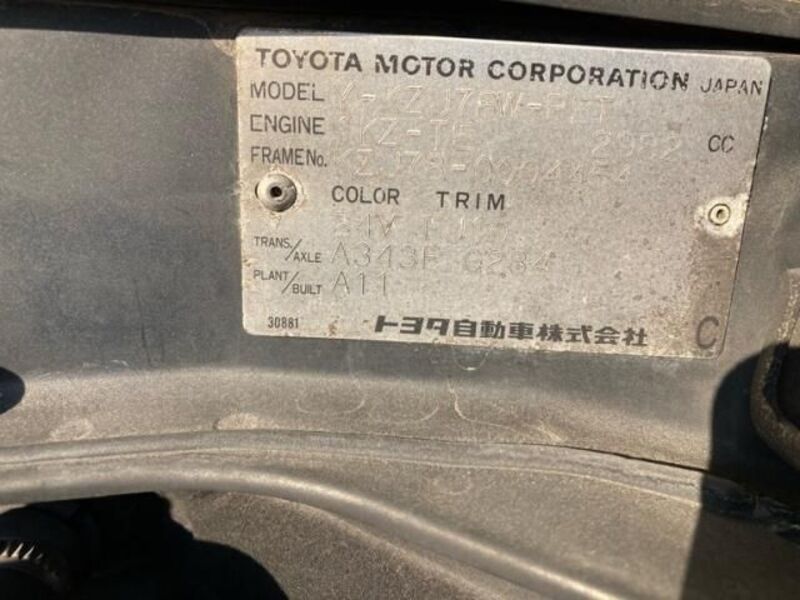 TOYOTA MOTOR CORPORATION JAPAN
MODEL
ENGINE 1KZ-TE 2982 CC
FRAME No.
COLOR TRIM
TRANS./AXLE A343F G284
PLANT/BUILT A11
30881 トヨタ自動車株式会社 C